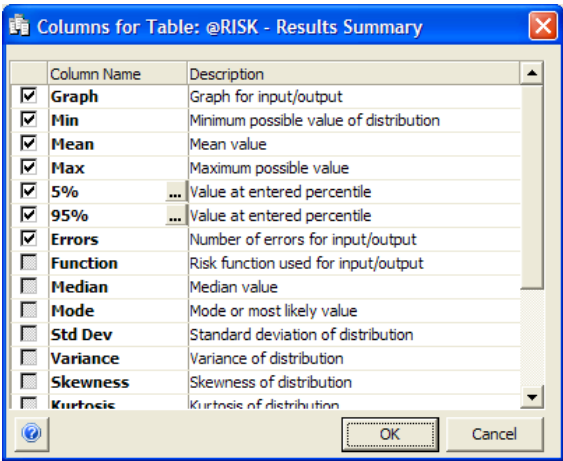 Columns for Table: @RISK - Results Summary
Column Name Description
Graph Graph for input/output
Min Minimum possible value of distribution
Mean Mean value
Max Maximum possible value
5% ... Value at entered percentile
95% ... Value at entered percentile
Errors Number of errors for input/output
Function Risk function used for input/output
Median Median value
Mode Mode or most likely value
Std Dev Standard deviation of distribution
Variance Variance of distribution
Skewness Skewness of distribution
Kurtosis Kurtosis of distribution
OK Cancel